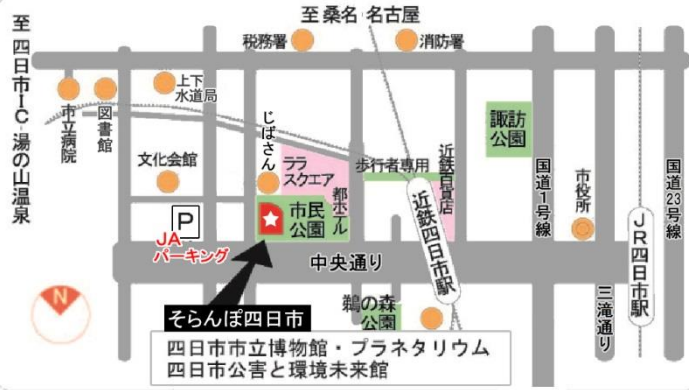 至 桑名 名古屋
税務署
消防署
至 四日市IC・湯の山温泉
上下
水道局
市立病院
図書館
じばさん
文化会館
ララ
スクエア
歩行者専用
近鉄百貨店
諏訪
公園
国道1号線
市役所
国道23号線
P
JA
パーキング
市民
公園
都ホテル
近鉄四日市駅
JR四日市駅
中央通り
鵜の森
公園
三滝通り
N
そらんぽ四日市
四日市市立博物館・プラネタリウム
四日市公害と環境未来館